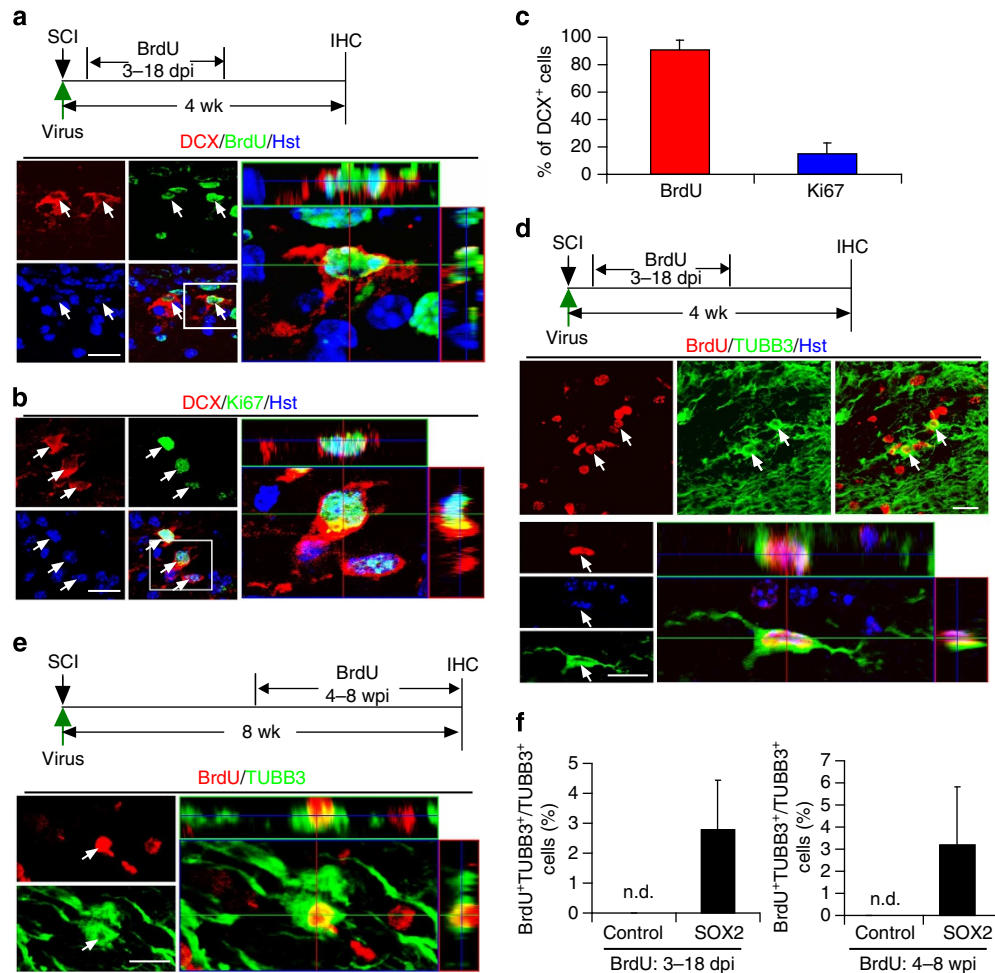 a
SCI
BrdU
3–18 dpi
IHC
4 wk
Virus
DCX/BrdU/Hst
b
DCX/Ki67/Hst
c
% of DCX⁺ cells
100
80
60
40
20
0
BrdU
Ki67
d
SCI
BrdU
3–18 dpi
IHC
4 wk
Virus
BrdU/TUBB3/Hst
e
SCI
BrdU
4–8 wpi
IHC
8 wk
Virus
BrdU/TUBB3
f
BrdU⁺TUBB3⁺/TUBB3⁺
cells (%)
5
4
3
2
1
0
n.d.
Control
SOX2
BrdU: 3–18 dpi
BrdU⁺TUBB3⁺/TUBB3⁺
cells (%)
7
6
5
4
3
2
1
0
n.d.
Control
SOX2
BrdU: 4–8 wpi